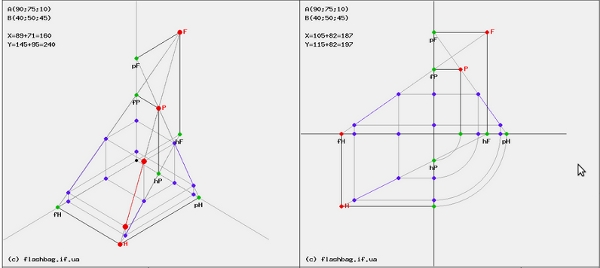 A(90;75;10)
B(40;50;45)
X=89+71=160
Y=145+95=240
F
pF
fP
P
hF
hP
fH
pH
H
(c) flashbag,if,ua
A(90;75;10)
B(40;50;45)
X=105+82=187
Y=115+82=197
pF
F
fP
P
fH
hF
pH
hP
H
(c) flashbag,if,ua